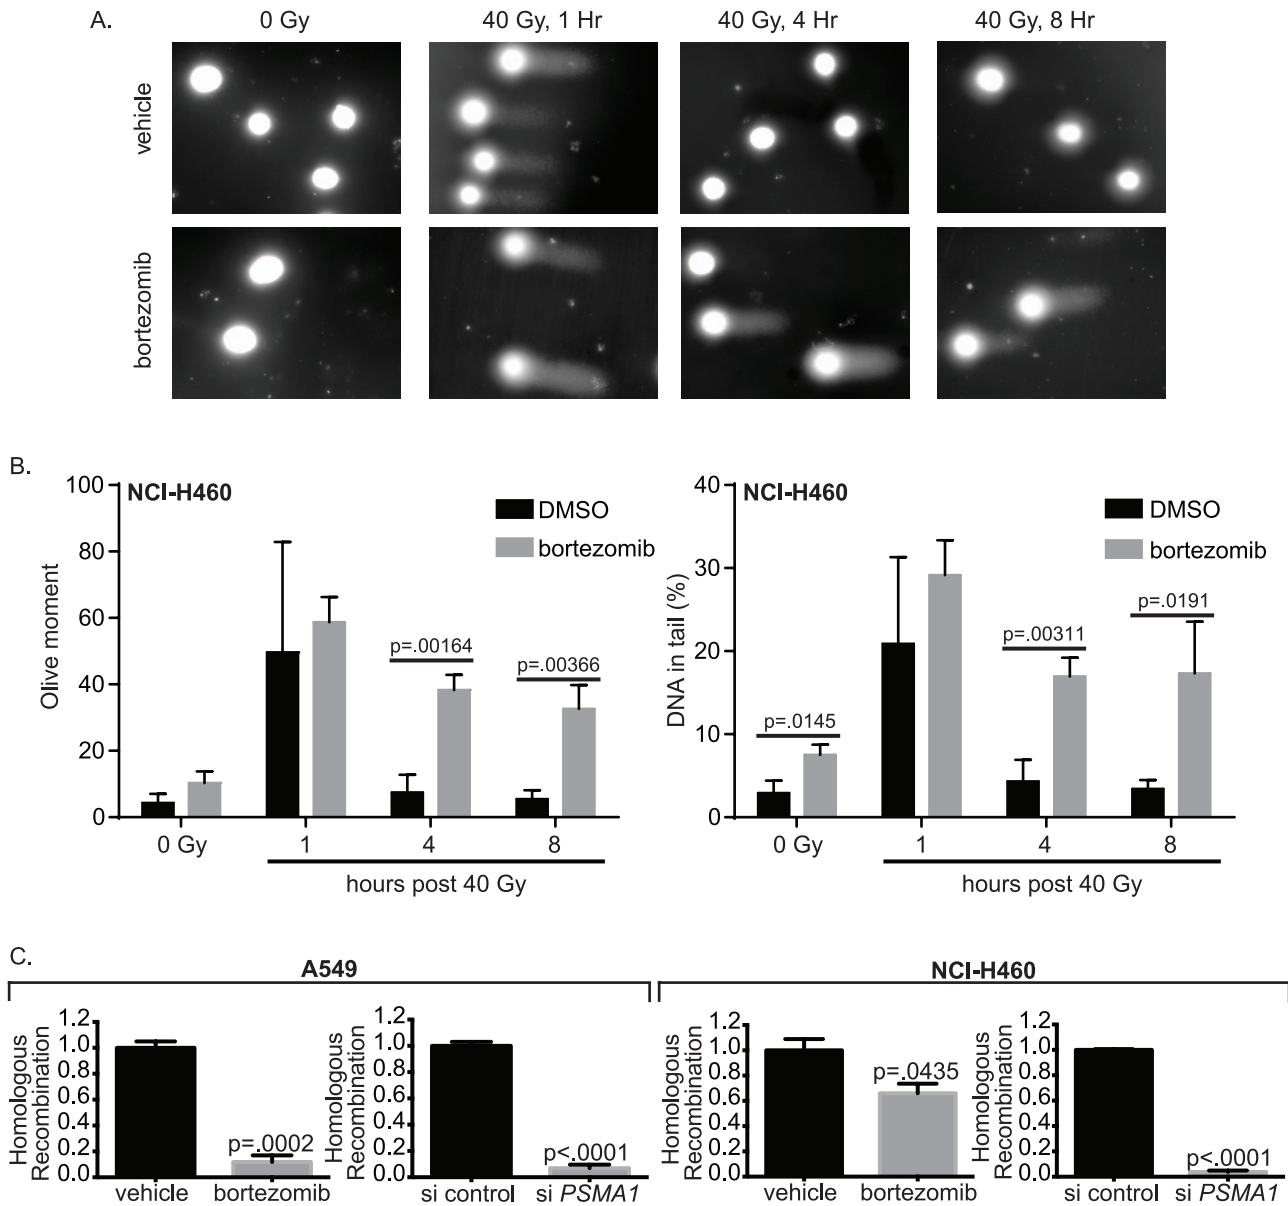 A.
0 Gy
40 Gy, 1 Hr
40 Gy, 4 Hr
40 Gy, 8 Hr
vehicle
bortezomib
B.
NCI-H460
DMSO
bortezomib
Olive moment
100
80
60
40
20
0
p=.00164
p=.00366
0 Gy
1
4
8
hours post 40 Gy
NCI-H460
DMSO
bortezomib
DNA in tail (%)
40
30
20
10
0
p=.0145
p=.00311
p=.0191
0 Gy
1
4
8
hours post 40 Gy
C.
A549
Homologous
Recombination
1.2
1.0
0.8
0.6
0.4
0.2
0.0
p=.0002
vehicle
bortezomib
Homologous
Recombination
1.2
1.0
0.8
0.6
0.4
0.2
0.0
p<.0001
si control
si PSMA1
NCI-H460
Homologous
Recombination
1.2
1.0
0.8
0.6
0.4
0.2
0.0
p=.0435
vehicle
bortezomib
Homologous
Recombination
1.2
1.0
0.8
0.6
0.4
0.2
0.0
p<.0001
si control
si PSMA1